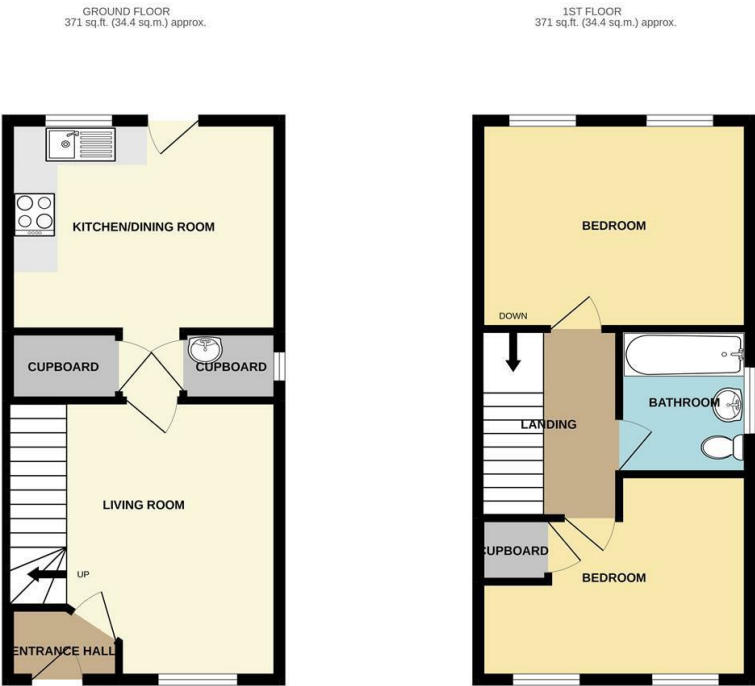 GROUND FLOOR
371 sq.ft. (34.4 sq.m.) approx.
KITCHEN/DINING ROOM
CUPBOARD
CUPBOARD
LIVING ROOM
UP
ENTRANCE HALL
1ST FLOOR
371 sq.ft. (34.4 sq.m.) approx.
BEDROOM
DOWN
BATHROOM
LANDING
CUPBOARD
BEDROOM